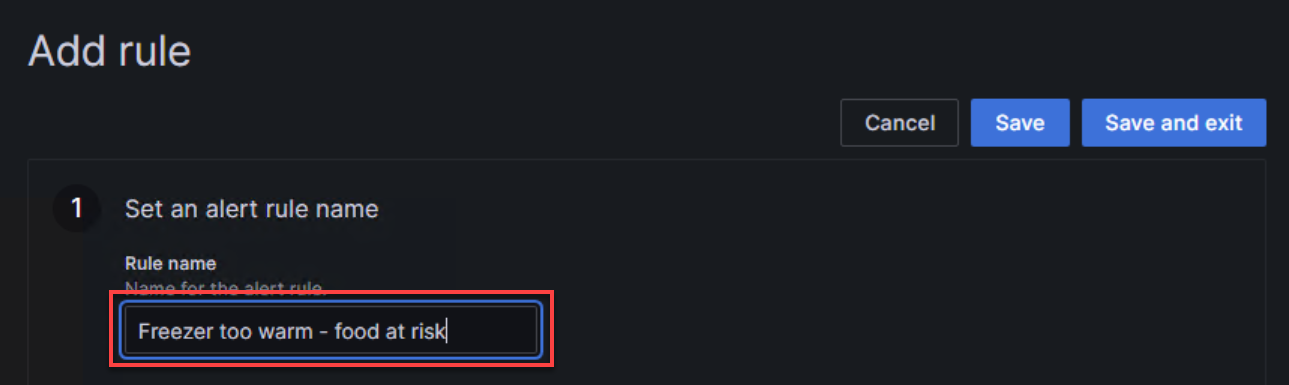 Add rule
Cancel Save Save and exit
1 Set an alert rule name
Rule name
Name for the alert rule.
Freezer too warm - food at risk